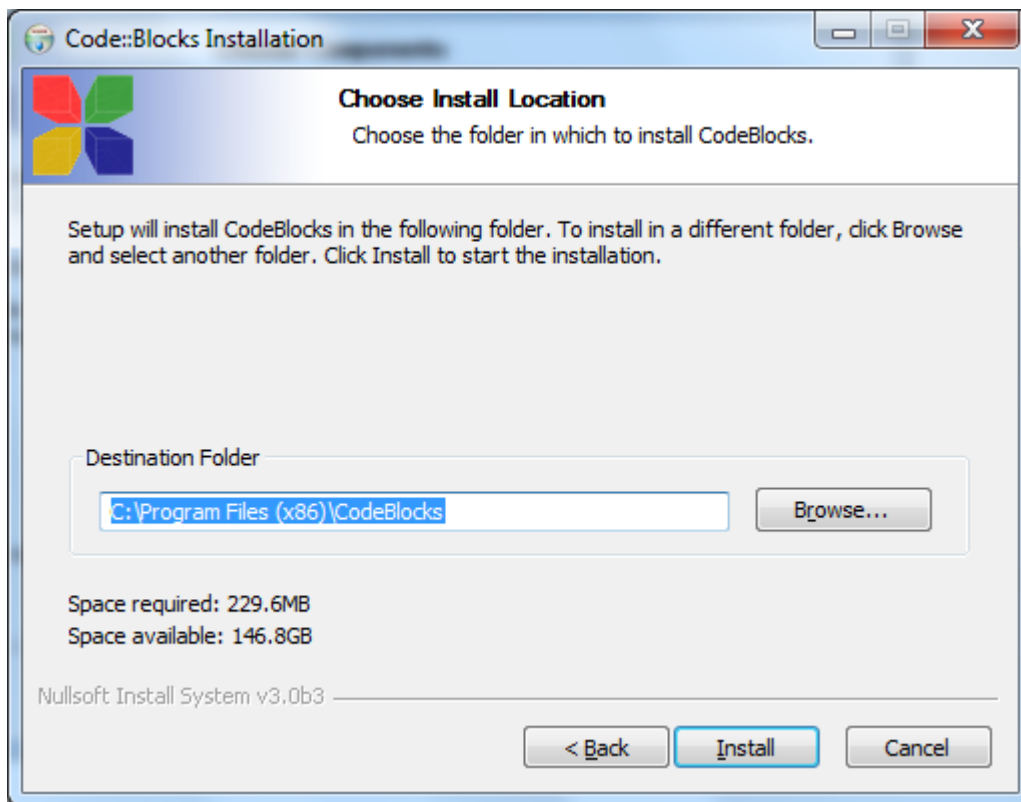 Code::Blocks Installation
Choose Install Location
Choose the folder in which to install CodeBlocks.
Setup will install CodeBlocks in the following folder. To install in a different folder, click Browse
and select another folder. Click Install to start the installation.
Destination Folder
C:\Program Files (x86)\CodeBlocks
Browse...
Space required: 229.6MB
Space available: 146.8GB
Nullsoft Install System v3.0b3
< Back
Install
Cancel